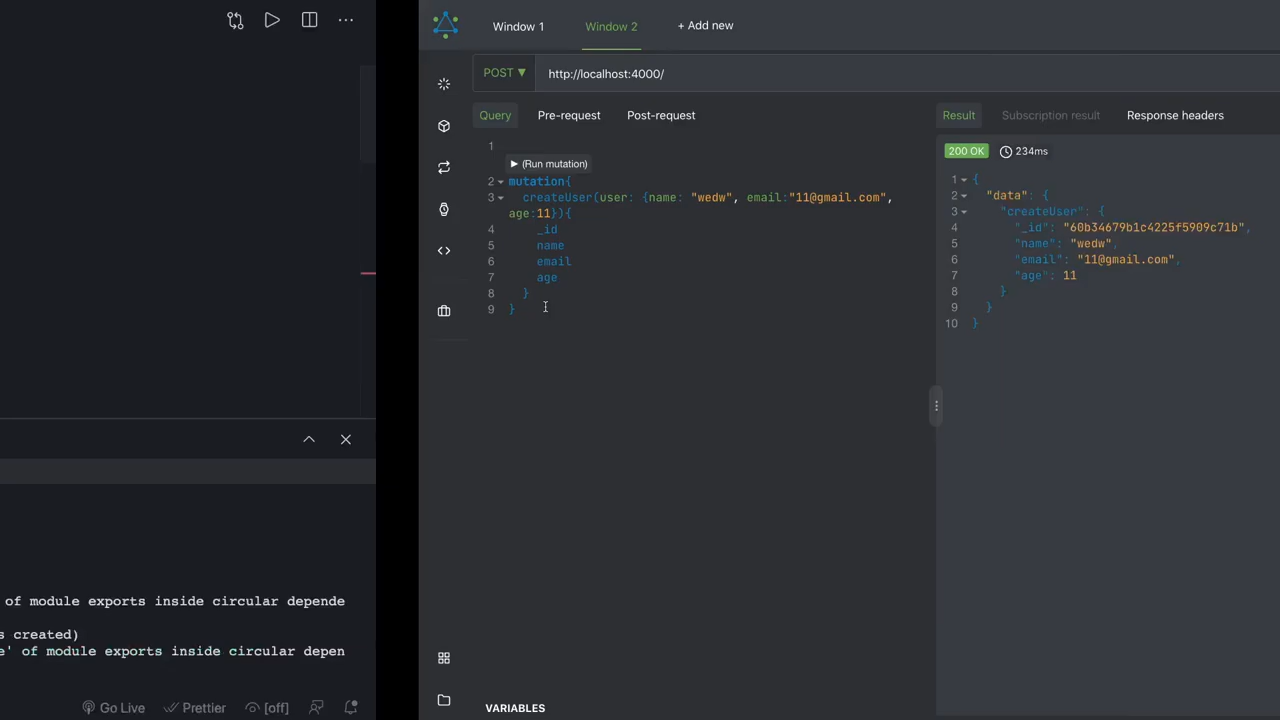 Window 1
Window 2
+ Add new
POST ▼
http://localhost:4000/
Query
Pre-request
Post-request
1
▶ (Run mutation)
2 mutation{
3 createUser(user: {name: "wedw", email:"11@gmail.com",
age:11}){
4 _id
5 name
6 email
7 age
8 }
9 }
VARIABLES
Result
Subscription result
Response headers
200 OK
234ms
1 {
2 "data": {
3 "createUser": {
4 "_id": "60b34679b1c4225f5909c71b",
5 "name": "wedw",
6 "email": "11@gmail.com",
7 "age": 11
8 }
9 }
10 }
of module exports inside circular depende
s created)
e' of module exports inside circular depen
Go Live
Prettier
[off]